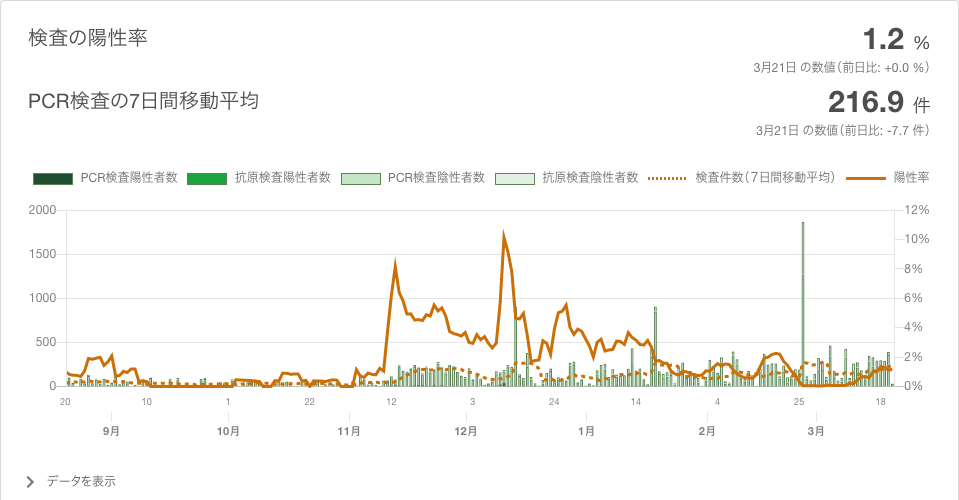 検査の陽性率
1.2 %
3月21日 の数値（前日比: +0.0 %）
PCR検査の7日間移動平均
216.9 件
3月21日 の数値（前日比: -7.7 件）
PCR検査陽性者数 抗原検査陽性者数 PCR検査陰性者数 抗原検査陰性者数 検査件数（7日間移動平均） 陽性率
2000 12%
10%
1500
8%
1000 6%
4%
500
2%
0 0%
20 10 1 22 12 3 24 14 4 25 18
9月 10月 11月 12月 1月 2月 3月
データを表示